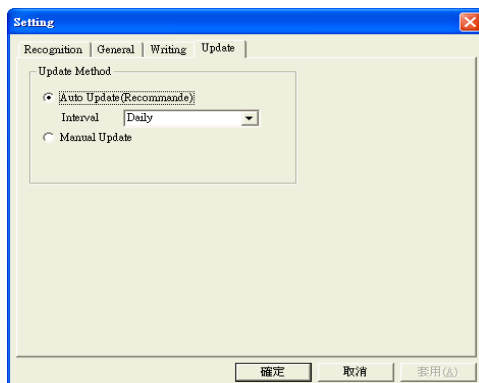 Setting
Recognition | General | Writing | Update
Update Method
Auto Update(Recommande)
Interval Daily
Manual Update
確定 取消 套用(A)